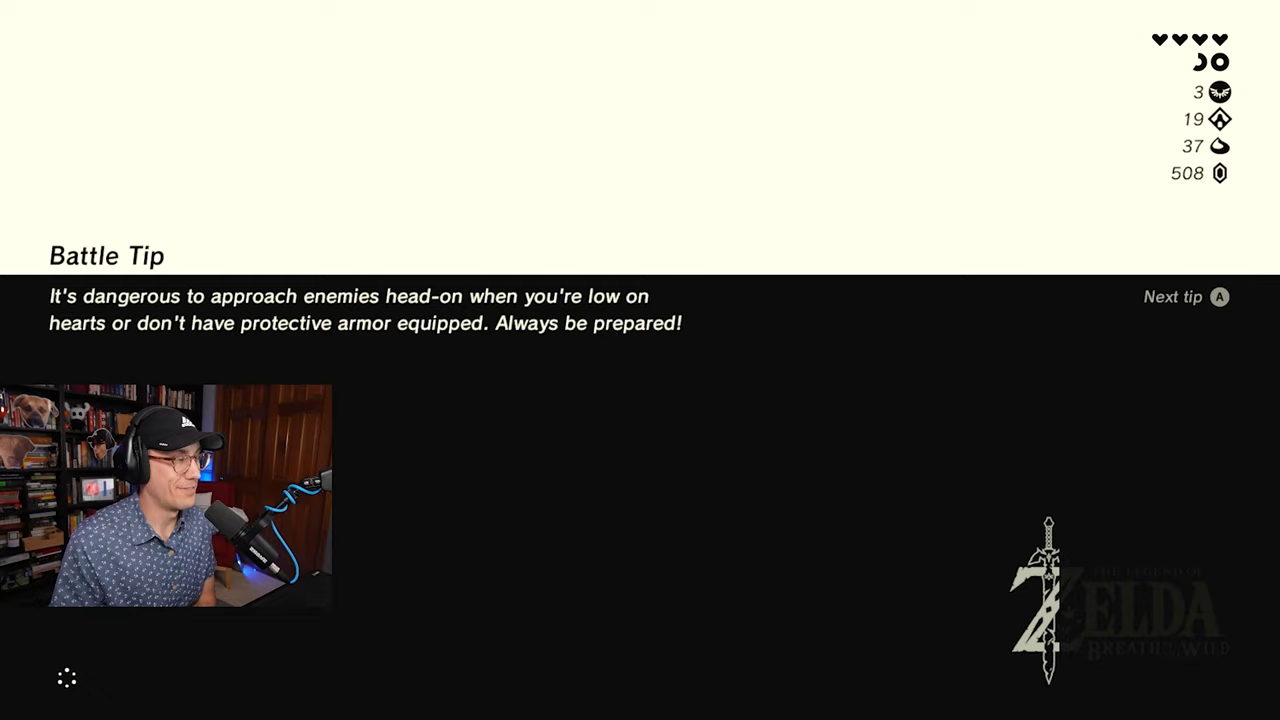 3
19
37
508
Battle Tip
It's dangerous to approach enemies head-on when you're low on
hearts or don't have protective armor equipped. Always be prepared!
Next tip A
THE LEGEND OF
ZELDA
BREATH OF THE WILD